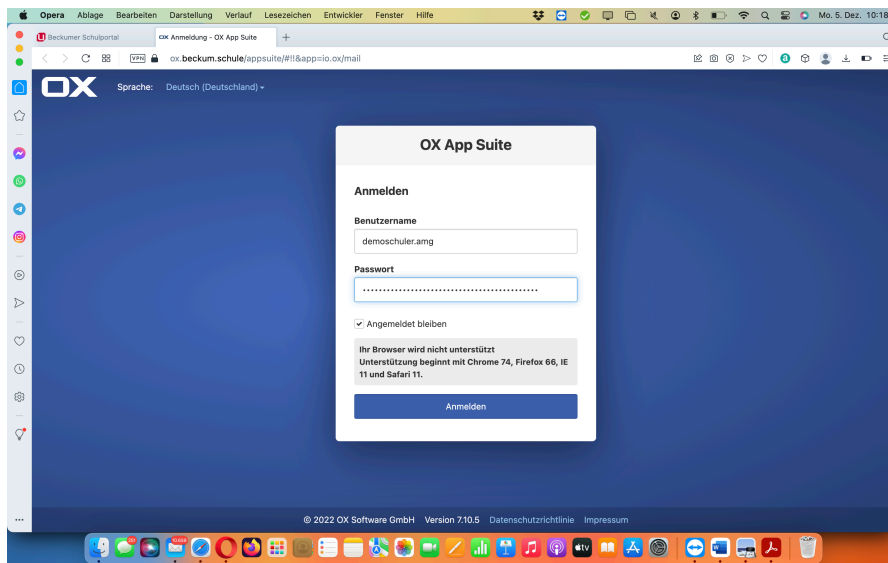 Opera Ablage Bearbeiten Darstellung Verlauf Lesezeichen Entwickler Fenster Hilfe Mo. 5. Dez. 10:18
Beckumer Schulportal OX Anmeldung - OX App Suite
VPN ox.beckum.schule/appsuite/#!!&app=io.ox/mail
OX Sprache: Deutsch (Deutschland)
OX App Suite
Anmelden
Benutzername
demoschuler.amg
Passwort
Angemeldet bleiben
Ihr Browser wird nicht unterstützt
Unterstützung beginnt mit Chrome 74, Firefox 66, IE
11 und Safari 11.
Anmelden
© 2022 OX Software GmbH Version 7.10.5 Datenschutzrichtlinie Impressum
tv